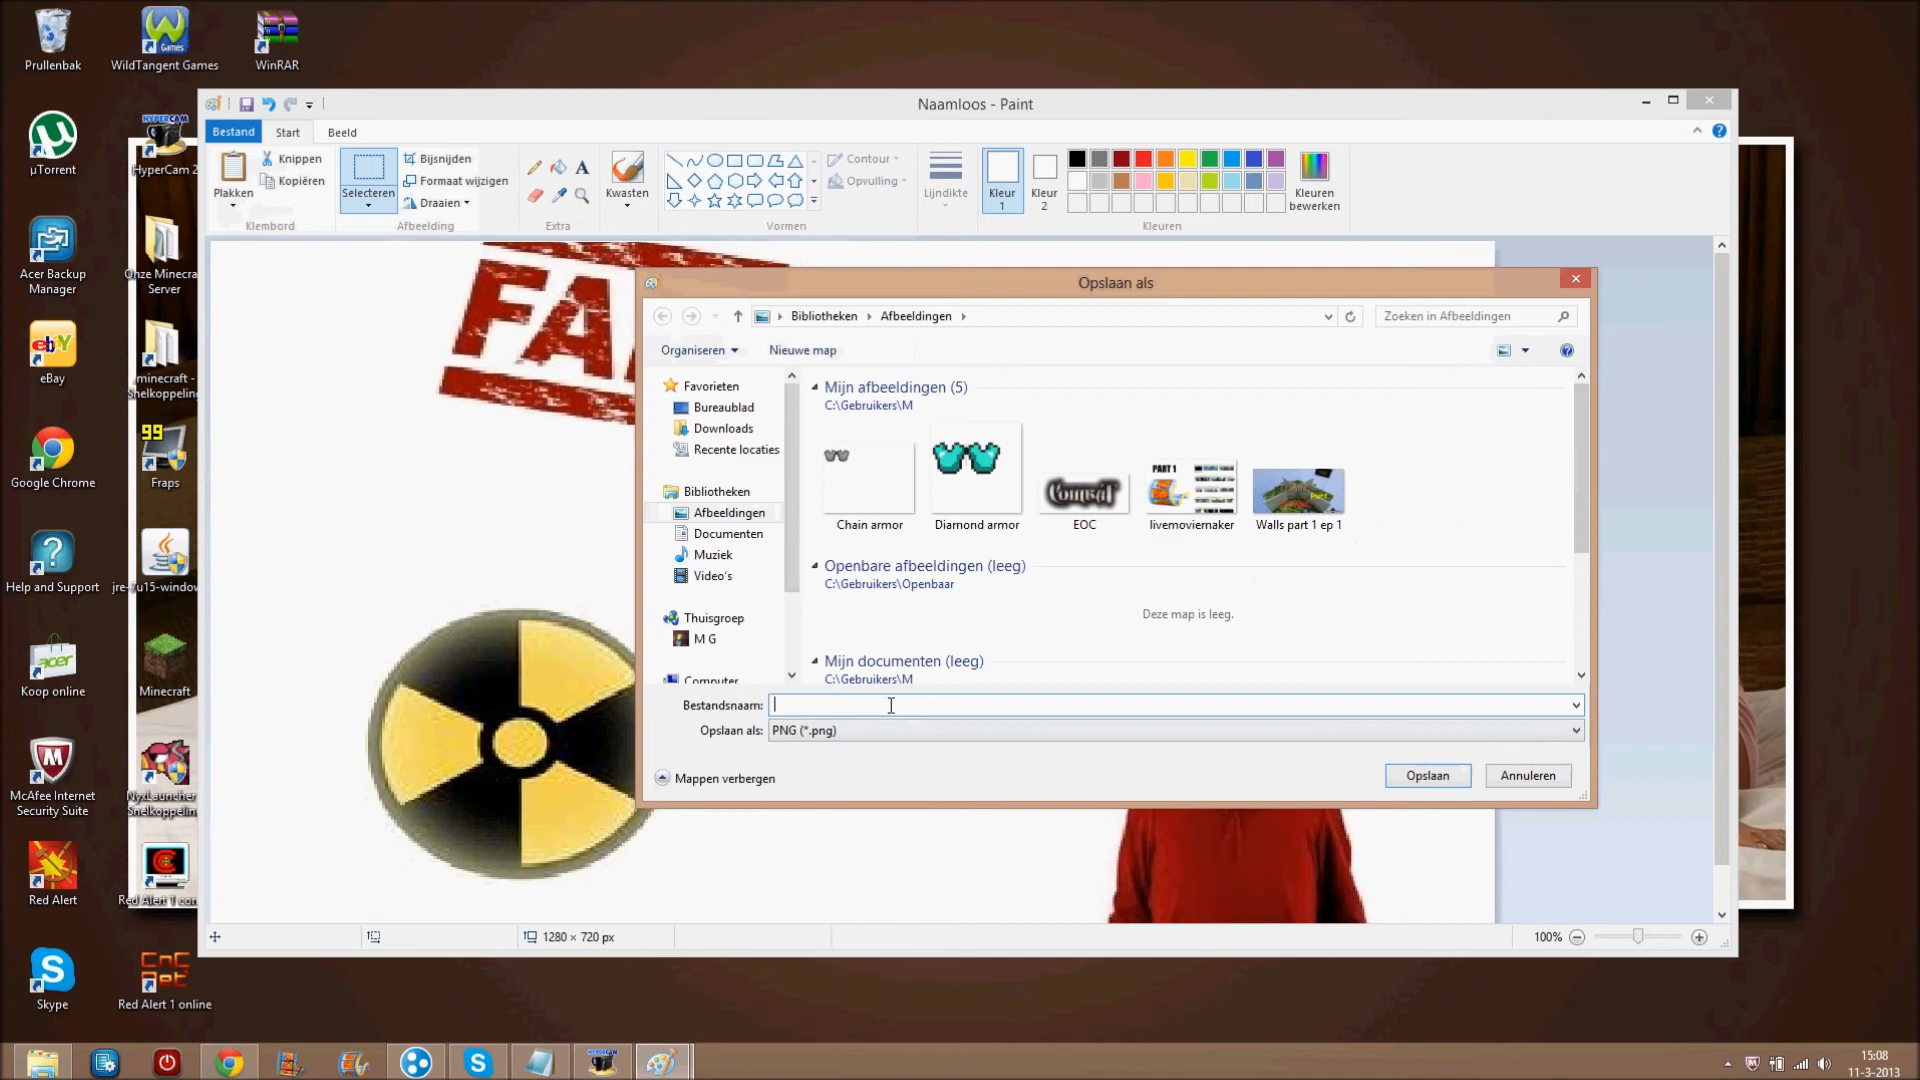 Prullenbak
WildTangent Games
WinRAR
µTorrent
HyperCam 2
Acer Backup
Manager
Onze Minecra
Server
eBay
minecraft -
Snelkoppelin
Google Chrome
99
Fraps
Help and Support
jre-7u15-window
Koop online
Minecraft
McAfee Internet
Security Suite
NyxLauncher
Snelkoppelin
Red Alert
Red Alert 1 con
Skype
Red Alert 1 online
Naamloos - Paint
Bestand
Start
Beeld
Plakken
Knippen
Kopiëren
Klembord
Selecteren
Bijsnijden
Formaat wijzigen
Draaien
Afbeelding
Extra
Kwasten
Vormen
Contour
Opvulling
Lijndikte
Kleur
1
Kleur
2
Kleuren
bewerken
Kleuren
FA
Opslaan als
Bibliotheken
Afbeeldingen
Zoeken in Afbeeldingen
Organiseren
Nieuwe map
Favorieten
Bureaublad
Downloads
Recente locaties
Bibliotheken
Afbeeldingen
Documenten
Muziek
Video's
Thuisgroep
M G
Computer
Mijn afbeeldingen (5)
C:\Gebruikers\M
PART 1
Chain armor
Diamond armor
EOC
livemoviemaker
Walls part 1 ep 1
Openbare afbeeldingen (leeg)
C:\Gebruikers\Openbaar
Deze map is leeg.
Mijn documenten (leeg)
C:\Gebruikers\M
Bestandsnaam:
Opslaan als:
PNG (*.png)
Mappen verbergen
Opslaan
Annuleren
1280 × 720 px
100%
15:08
11-3-2013